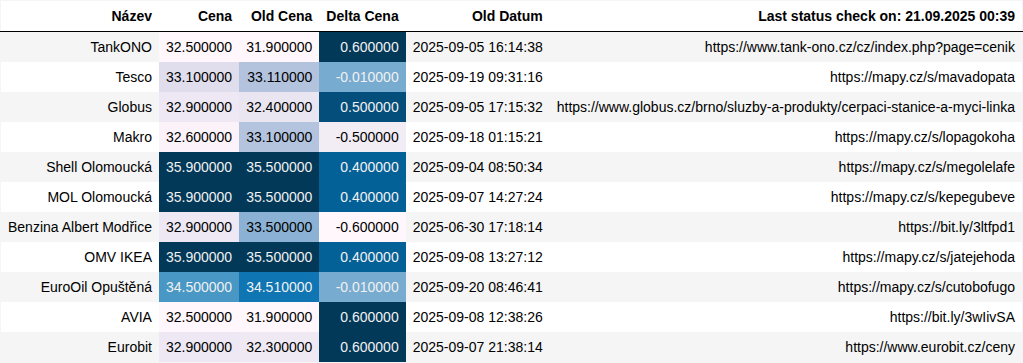 Název Cena Old Cena Delta Cena Old Datum Last status check on: 21.09.2025 00:39
TankONO 32.500000 31.900000 0.600000 2025-09-05 16:14:38 https://www.tank-ono.cz/cz/index.php?page=cenik
Tesco 33.100000 33.110000 -0.010000 2025-09-19 09:31:16 https://mapy.cz/s/mavadopata
Globus 32.900000 32.400000 0.500000 2025-09-05 17:15:32 https://www.globus.cz/brno/sluzby-a-produkty/cerpaci-stanice-a-myci-linka
Makro 32.600000 33.100000 -0.500000 2025-09-18 01:15:21 https://mapy.cz/s/lopagokoha
Shell Olomoucká 35.900000 35.500000 0.400000 2025-09-04 08:50:34 https://mapy.cz/s/megolelafe
MOL Olomoucká 35.900000 35.500000 0.400000 2025-09-07 14:27:24 https://mapy.cz/s/kepegubeve
Benzina Albert Modřice 32.900000 33.500000 -0.600000 2025-06-30 17:18:14 https://bit.ly/3ltfpd1
OMV IKEA 35.900000 35.500000 0.400000 2025-09-08 13:27:12 https://mapy.cz/s/jatejehoda
EuroOil Opuštěná 34.500000 34.510000 -0.010000 2025-09-20 08:46:41 https://mapy.cz/s/cutobofugo
AVIA 32.500000 31.900000 0.600000 2025-09-08 12:38:26 https://bit.ly/3wIivSA
Eurobit 32.900000 32.300000 0.600000 2025-09-07 21:38:14 https://www.eurobit.cz/ceny